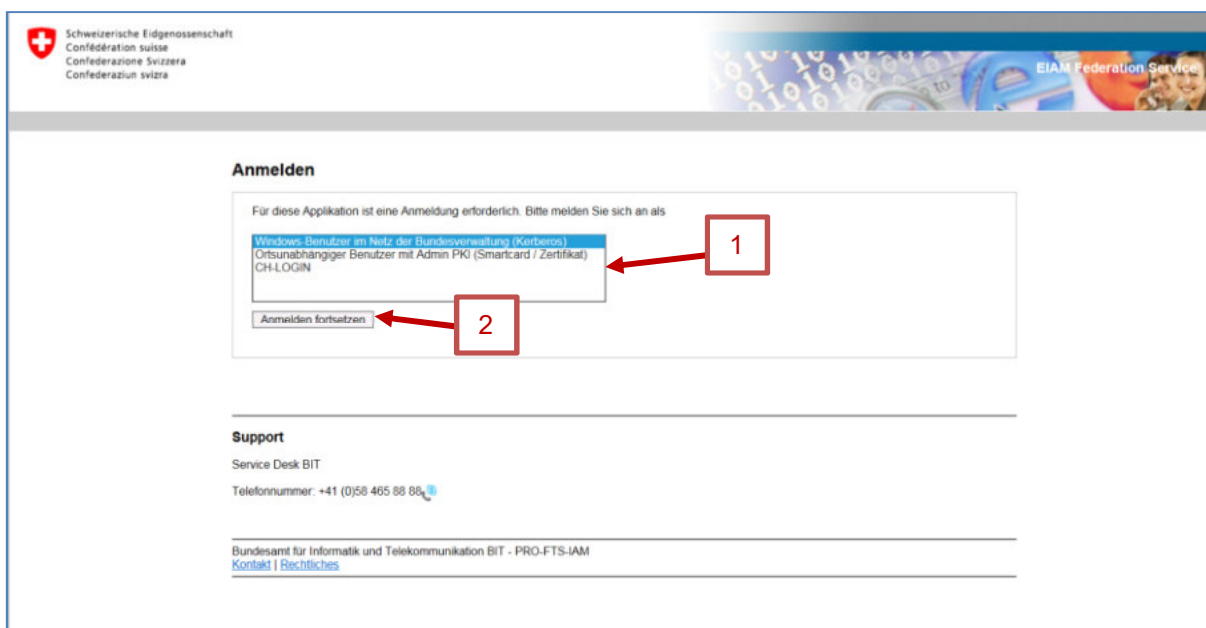 Schweizerische Eidgenossenschaft
Confédération suisse
Confederazione Svizzera
Confederaziun svizra
EIAM Federation Service
Anmelden
Für diese Applikation ist eine Anmeldung erforderlich. Bitte melden Sie sich an als
Windows-Benutzer im Netz der Bundesverwaltung (Kerberos)
Ortsunabhängiger Benutzer mit Admin PKI (Smartcard / Zertifikat)
CH-LOGIN
1
Anmelden fortsetzen
2
Support
Service Desk BIT
Telefonnummer: +41 (0)58 465 88 88
Bundesamt für Informatik und Telekommunikation BIT - PRO-FTS-IAM
Kontakt | Rechtliches